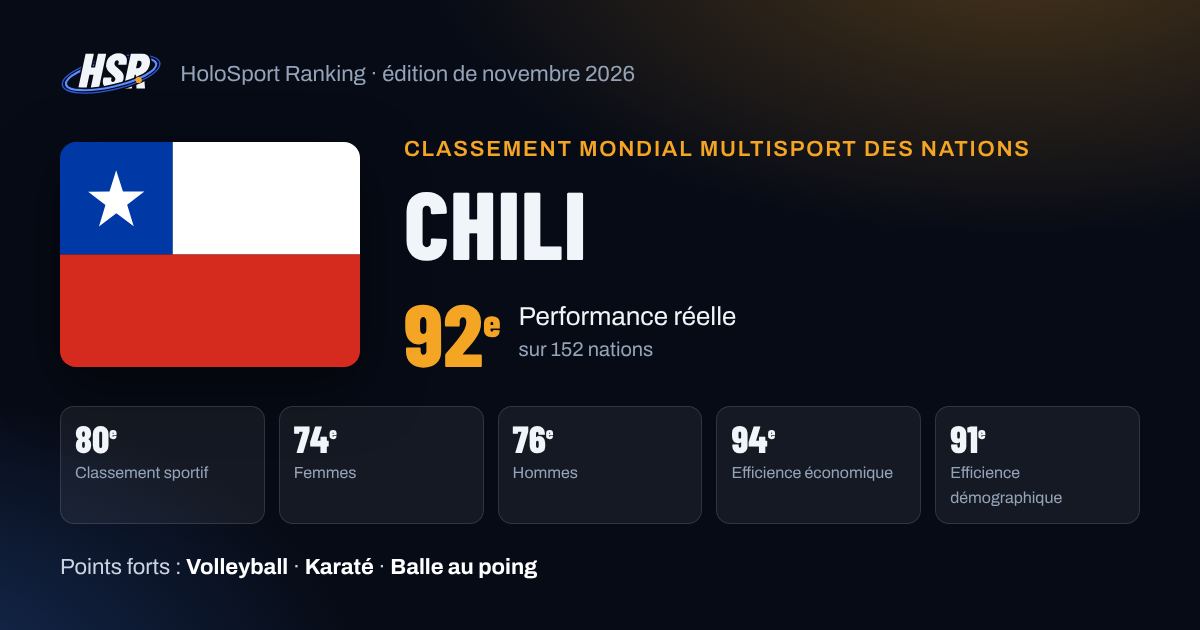 HSR
HoloSport Ranking · édition de novembre 2026
CLASSEMENT MONDIAL MULTISPORT DES NATIONS
CHILI
92e
Performance réelle
sur 152 nations
80e
Classement sportif
74e
Femmes
76e
Hommes
94e
Efficience économique
91e
Efficience
démographique
Points forts : Volleyball · Karaté · Balle au poing